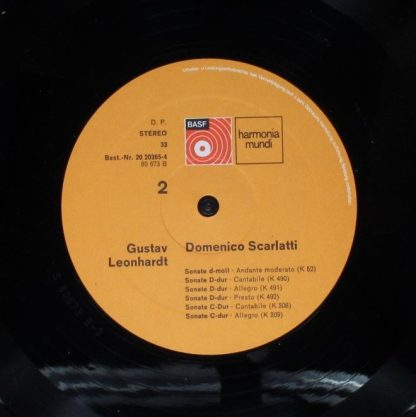 D. P.
STEREO
33
Best.-Nr. 20 20365-4
80 673 B
BASF
harmonia
mundi
2
Gustav
Leonhardt
Domenico Scarlatti
Sonate d-moll · Andante moderato (K 52)
Sonate D-dur · Cantabile (K 490)
Sonate D-dur · Allegro (K 491)
Sonate D-dur · Presto (K 492)
Sonate C-Dur · Cantabile (K 308)
Sonate C-Dur · Allegro (K 309)